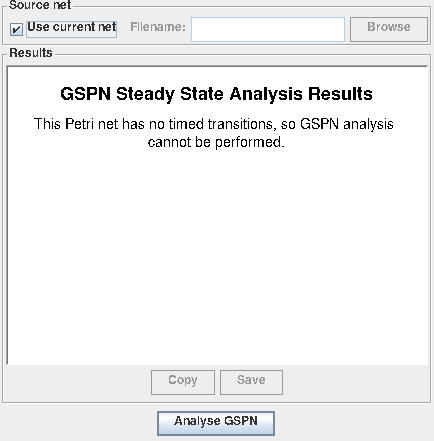 Source net
Use current net Filename: Browse
Results
GSPN Steady State Analysis Results
This Petri net has no timed transitions, so GSPN analysis
cannot be performed.
Copy Save
Analyse GSPN